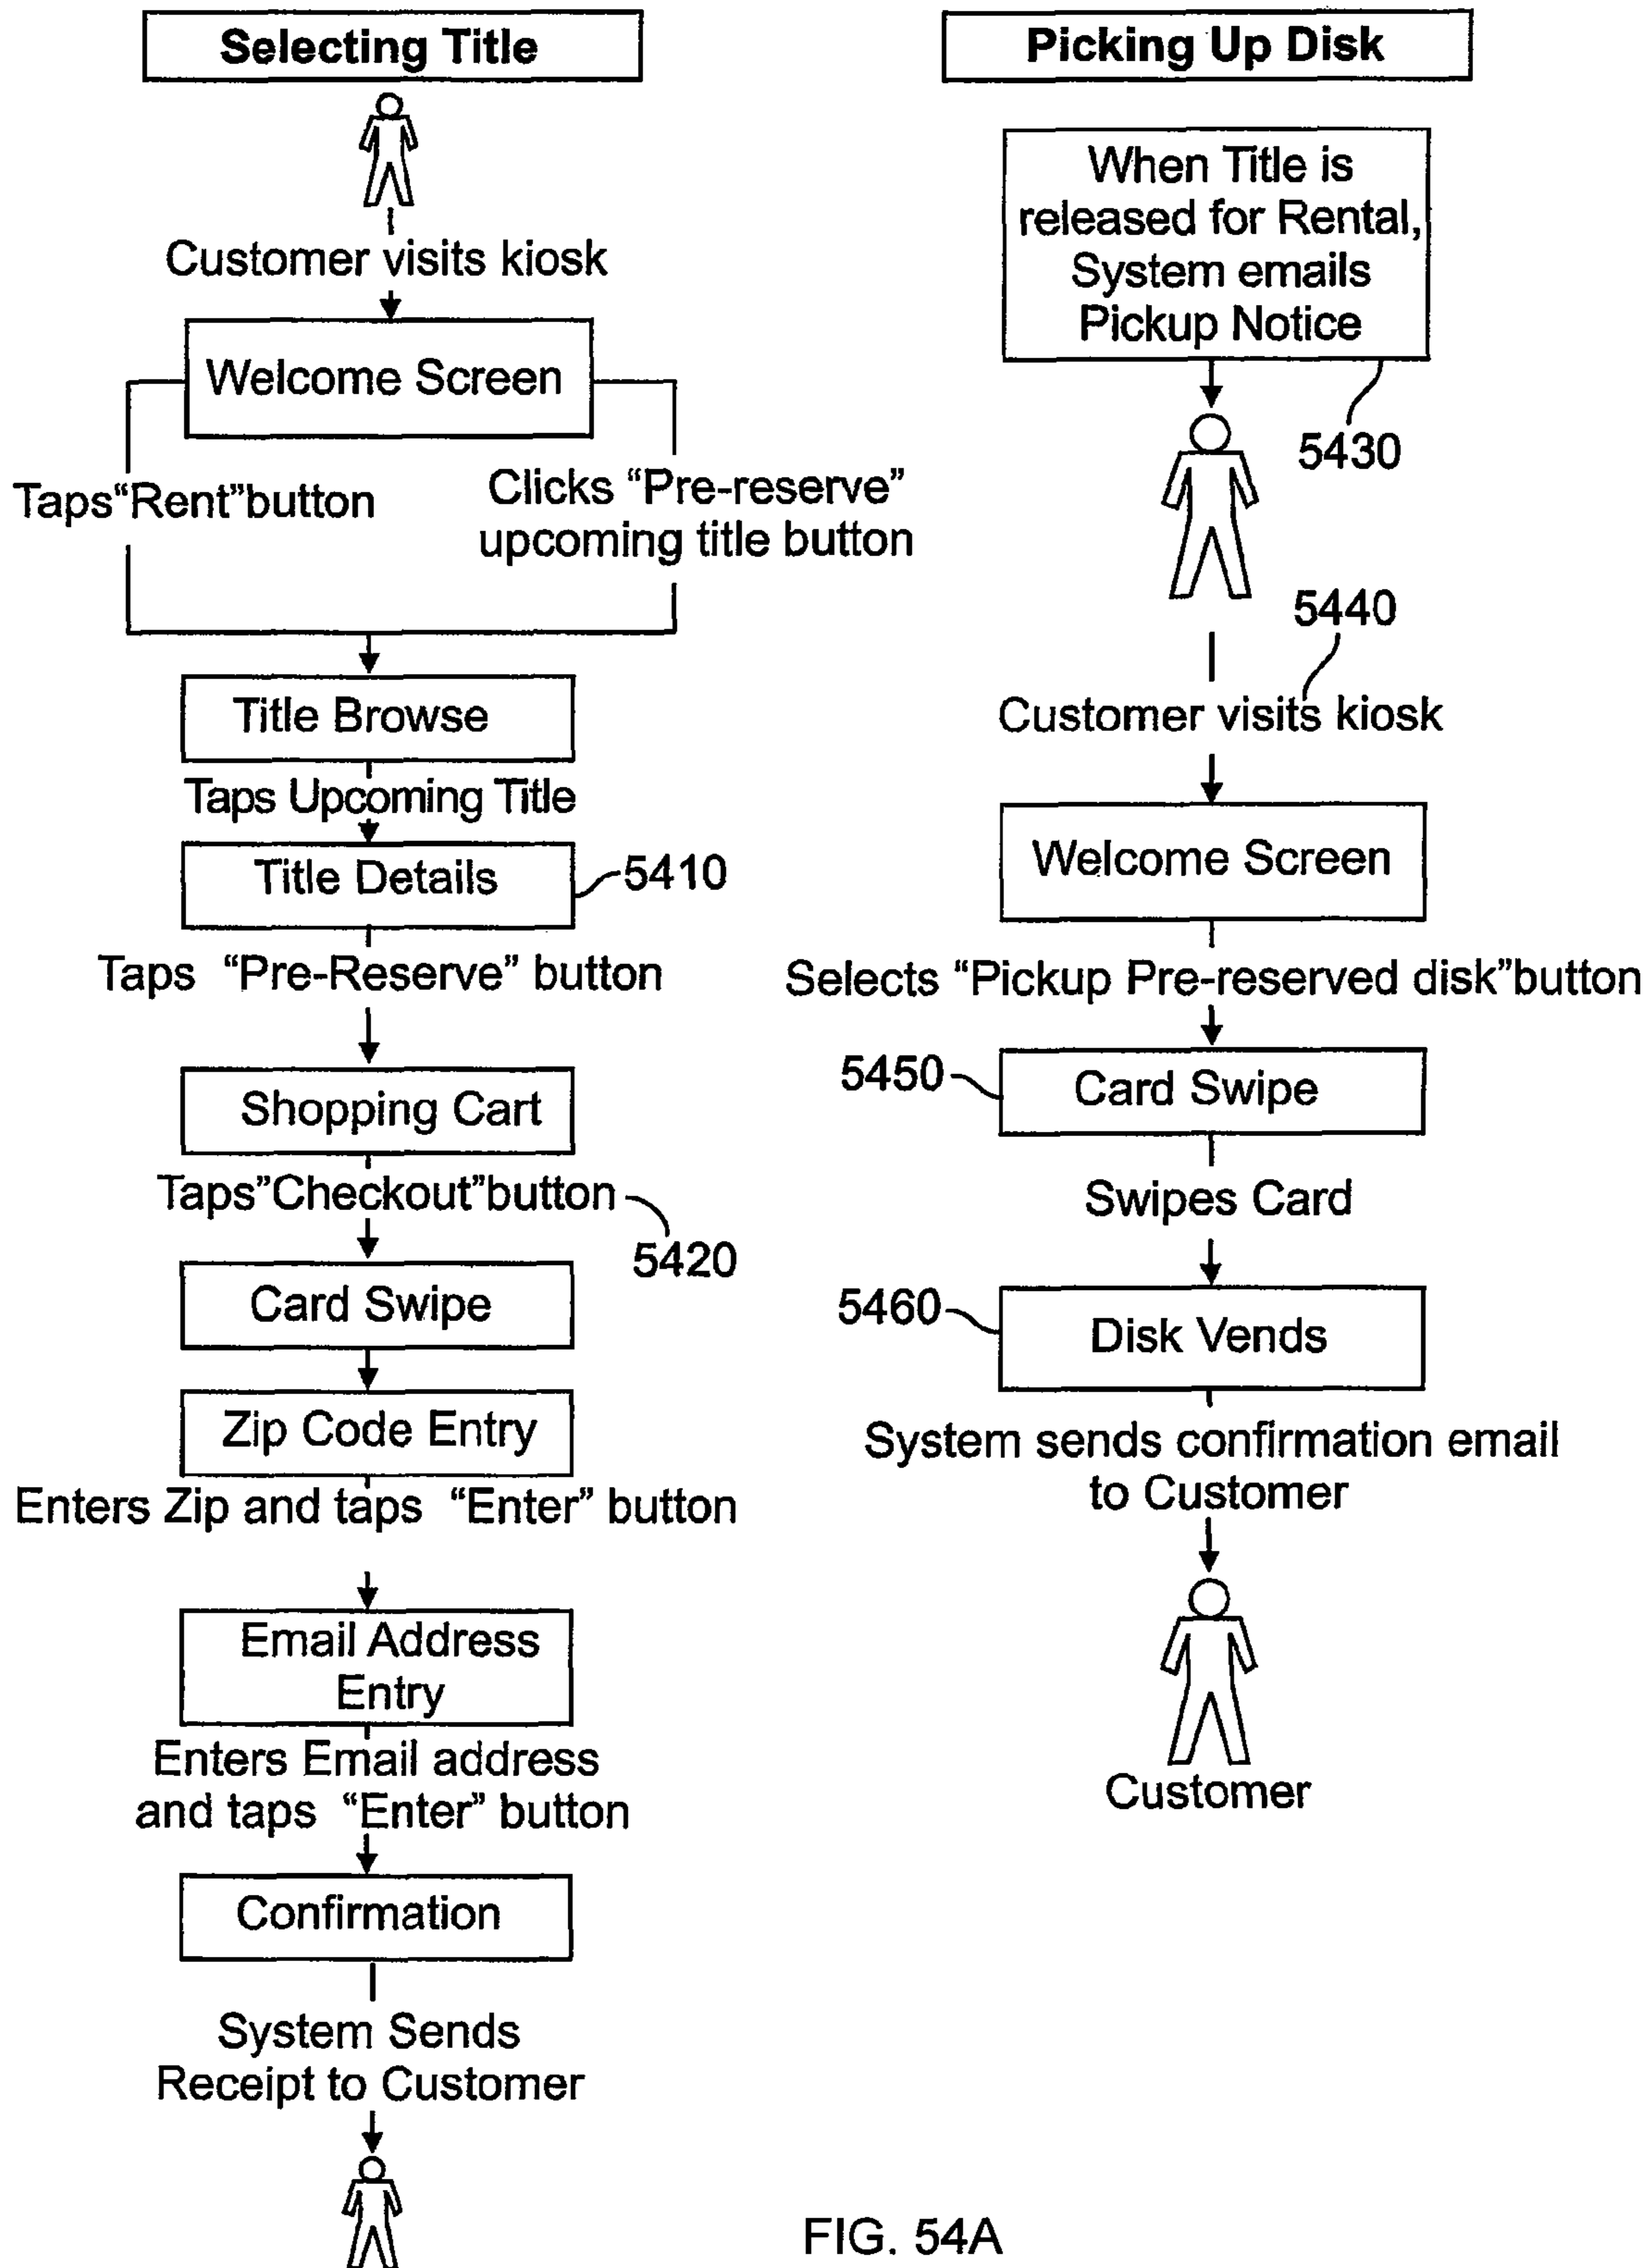 Selecting Title
Customer visits kiosk
Welcome Screen
Taps“Rent”button
Clicks “Pre-reserve”
upcoming title button
Title Browse
Taps Upcoming Title
Title Details
5410
Taps “Pre-Reserve” button
Shopping Cart
Taps”Checkout”button
5420
Card Swipe
Zip Code Entry
Enters Zip and taps “Enter” button
Email Address
Entry
Enters Email address
and taps “Enter” button
Confirmation
System Sends
Receipt to Customer
Picking Up Disk
When Title is
released for Rental,
System emails
Pickup Notice
5430
5440
Customer visits kiosk
Welcome Screen
Selects “Pickup Pre-reserved disk”button
5450
Card Swipe
Swipes Card
5460
Disk Vends
System sends confirmation email
to Customer
Customer
FIG. 54A